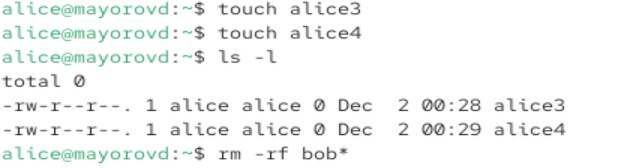 alice@mayorovd:~$ touch alice3
alice@mayorovd:~$ touch alice4
alice@mayorovd:~$ ls -l
total 0
-rw-r--r--. 1 alice alice 0 Dec  2 00:28 alice3
-rw-r--r--. 1 alice alice 0 Dec  2 00:29 alice4
alice@mayorovd:~$ rm -rf bob*